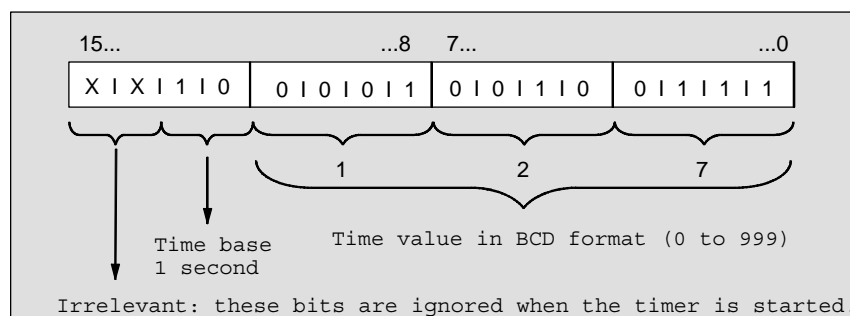 15... ...8 7... ...0
X I X I 1 I 0 0 I 0 I 0 I 1 0 I 0 I 1 I 0 0 I 1 I 1 I 1
1 2 7
Time base Time value in BCD format (0 to 999)
1 second
Irrelevant: these bits are ignored when the timer is started.